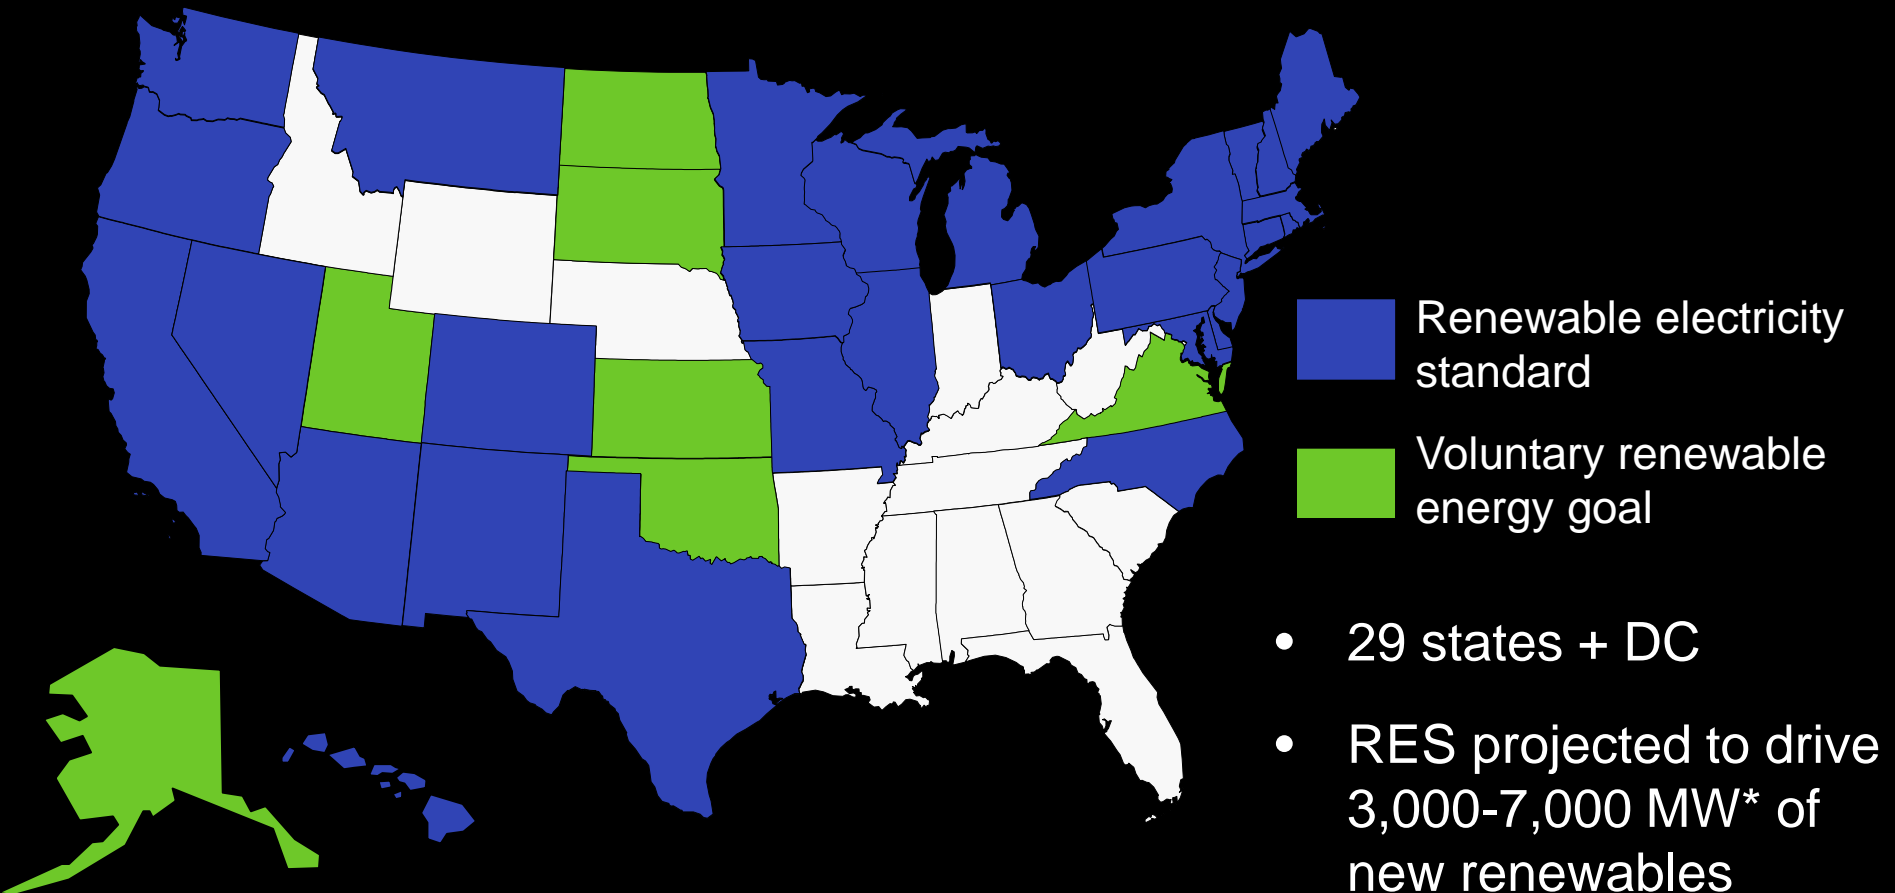 Renewable electricity
standard
Voluntary renewable
energy goal
• 29 states + DC
• RES projected to drive
3,000-7,000 MW* of
new renewables